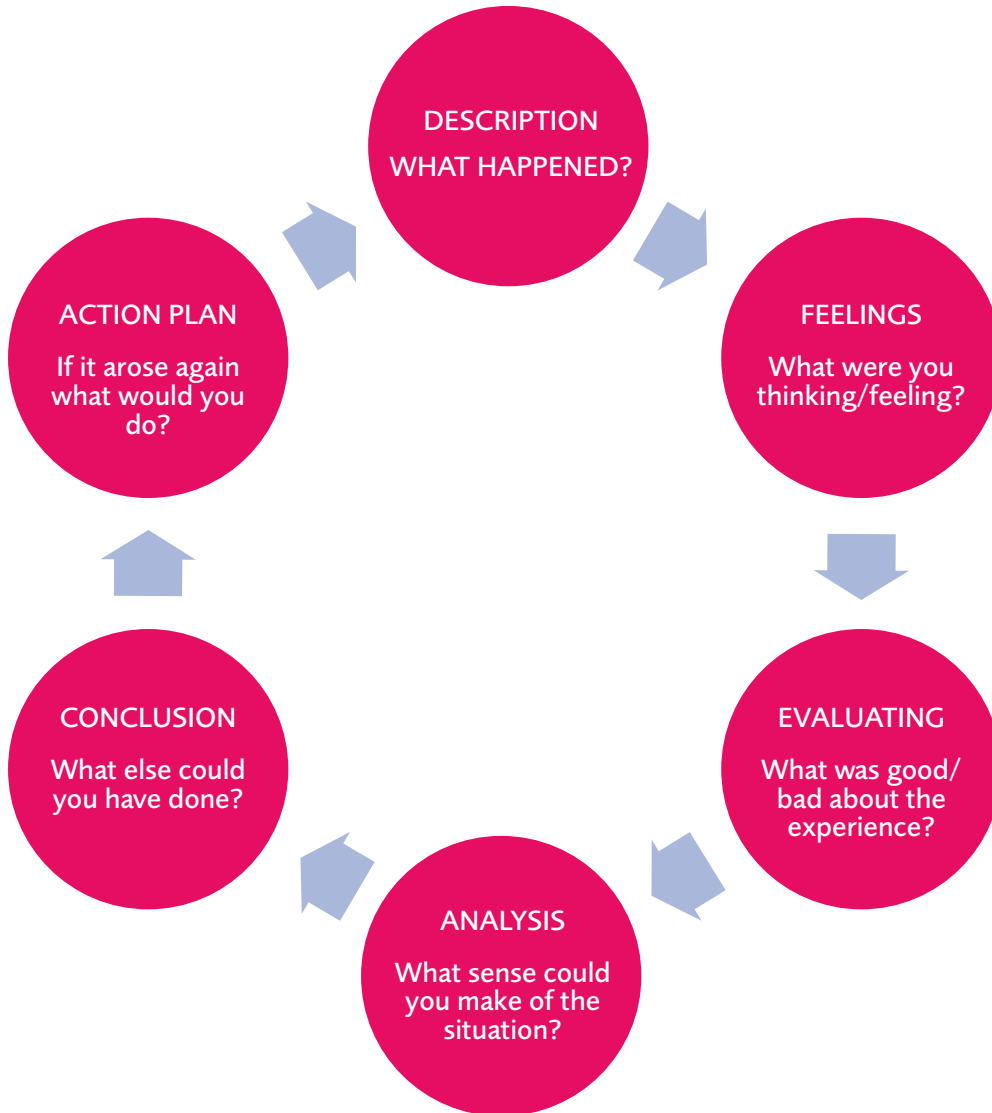 DESCRIPTION
WHAT HAPPENED?
FEELINGS
What were you
thinking/feeling?
EVALUATING
What was good/
bad about the
experience?
ANALYSIS
What sense could
you make of the
situation?
CONCLUSION
What else could
you have done?
ACTION PLAN
If it arose again
what would you
do?